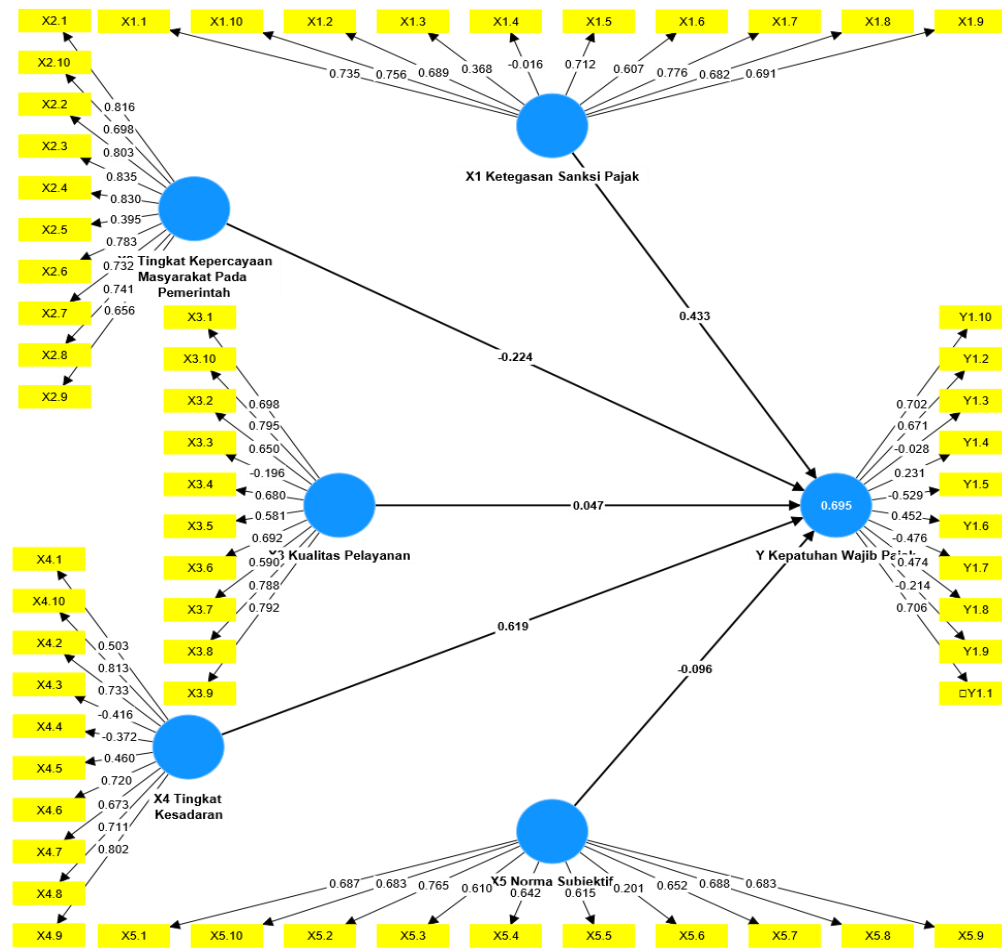 X2.1 X1.1 X1.10 X1.2 X1.3 X1.4 X1.5 X1.6 X1.7 X1.8 X1.9
0.735 0.756 0.689 0.368 -0.016 0.712 0.607 0.776 0.682 0.691
X1 Ketegasan Sanksi Pajak
X2.10
X2.2
X2.3
X2.4
X2.5
X2.6
X2.7
X2.8
X2.9
0.816
0.698
0.803
0.835
0.830
0.395
0.783
0.732
0.741
0.656
Tingkat Kepercayaan
Masyarakat Pada
Pemerintah
0.433
-0.224
X3.1
X3.10
X3.2
X3.3
X3.4
X3.5
X3.6
X3.7
X3.8
X3.9
0.698
0.795
0.650
-0.196
0.680
0.581
0.692
0.590
0.788
0.792
X3 Kualitas Pelayanan
0.047
0.695
Y Kepatuhan Wajib Pajak
Y1.10
Y1.2
Y1.3
Y1.4
Y1.5
Y1.6
Y1.7
Y1.8
Y1.9
□Y1.1
0.702
0.671
-0.028
0.231
-0.529
0.452
-0.476
0.474
-0.214
0.706
X4.1
X4.10
X4.2
X4.3
X4.4
X4.5
X4.6
X4.7
X4.8
X4.9
0.503
0.813
0.733
-0.416
-0.372
0.460
0.720
0.673
0.711
0.802
X4 Tingkat
Kesadaran
0.619
-0.096
X5 Norma Subjektif
0.687 0.683 0.765 0.610 0.642 0.615 0.201 0.652 0.688 0.683
X5.1 X5.10 X5.2 X5.3 X5.4 X5.5 X5.6 X5.7 X5.8 X5.9